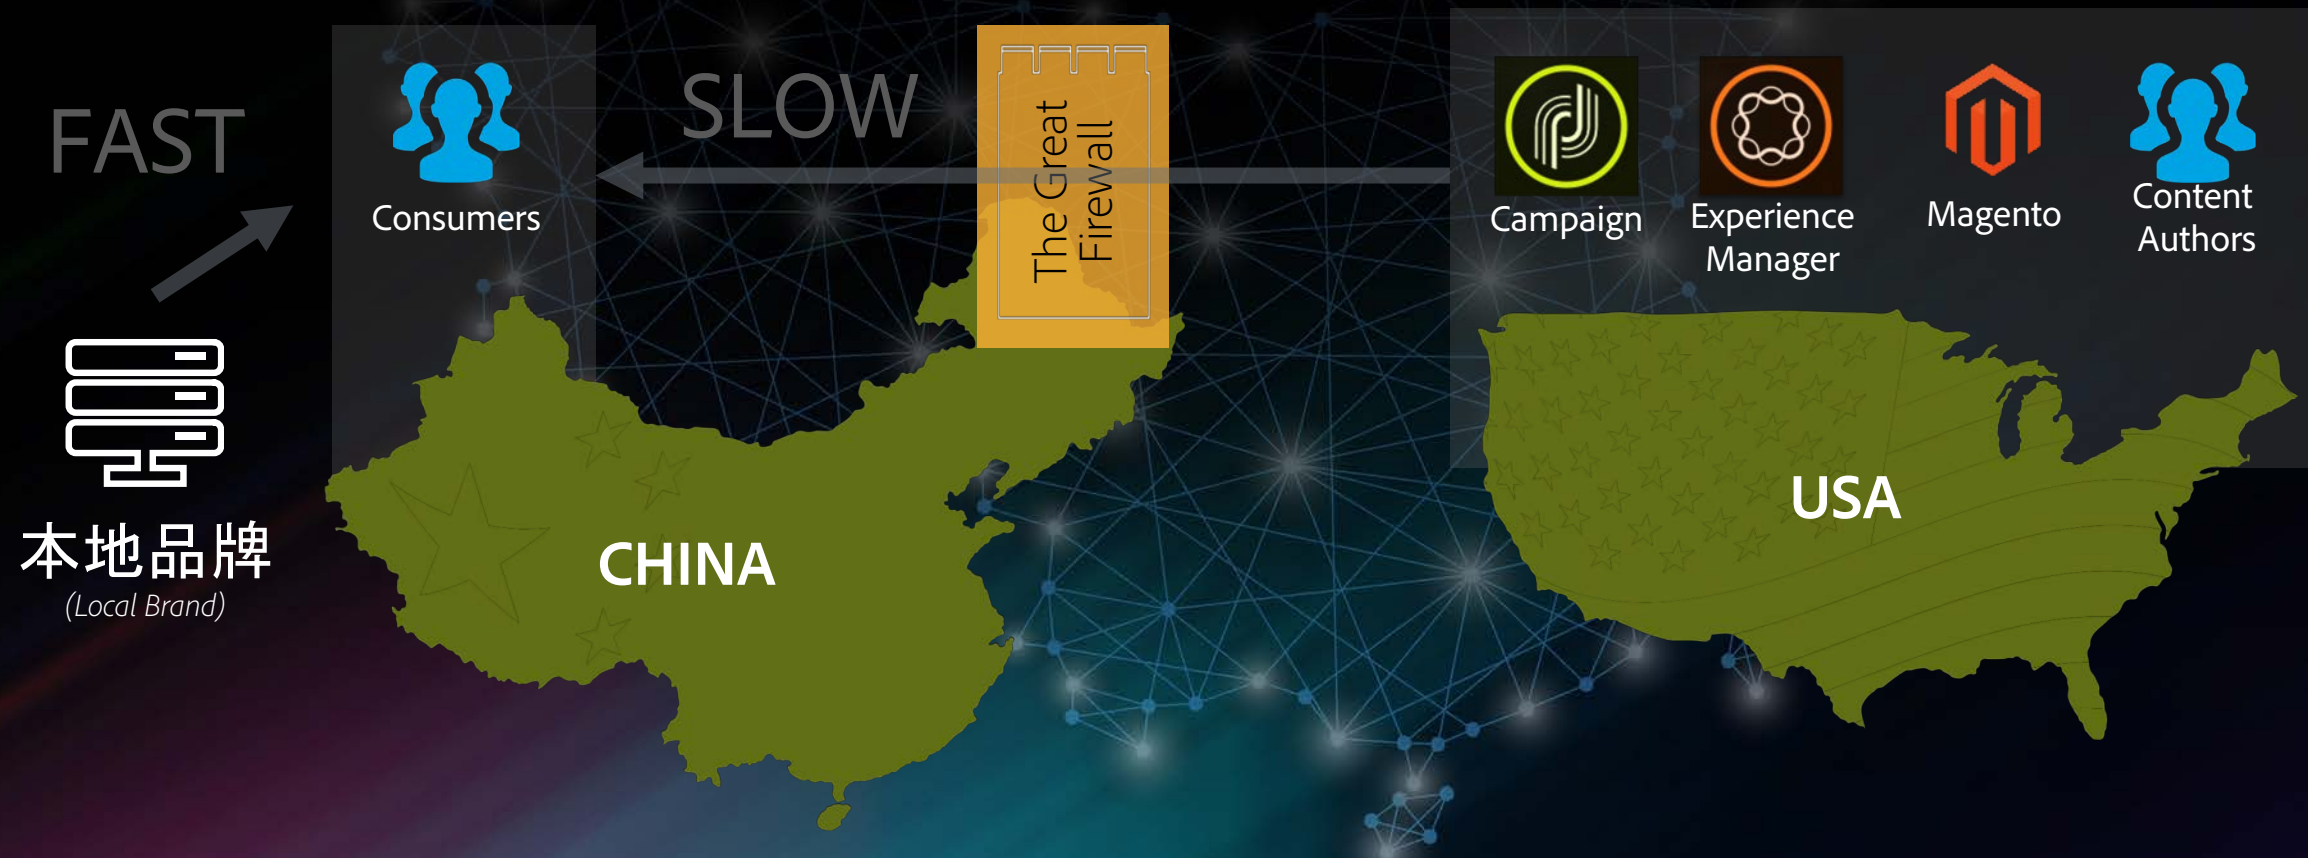 FAST
Consumers
SLOW
The Great
Firewall
Campaign
Experience
Manager
Magento
Content
Authors
本地品牌
(Local Brand)
CHINA
USA